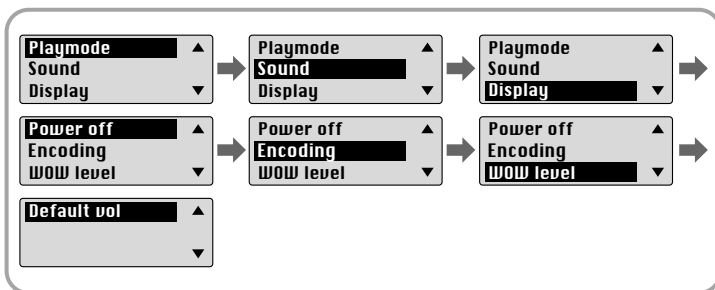 Playmode
Sound
Display
Playmode
Sound
Display
Playmode
Sound
Display
Power off
Encoding
WOW level
Power off
Encoding
WOW level
Power off
Encoding
WOW level
Default vol